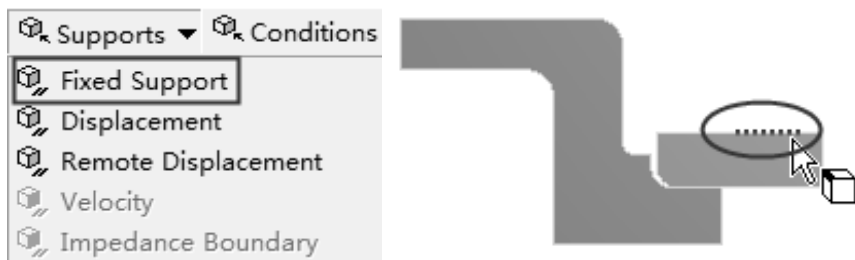 Supports Conditions
Fixed Support
Displacement
Remote Displacement
Velocity
Impedance Boundary